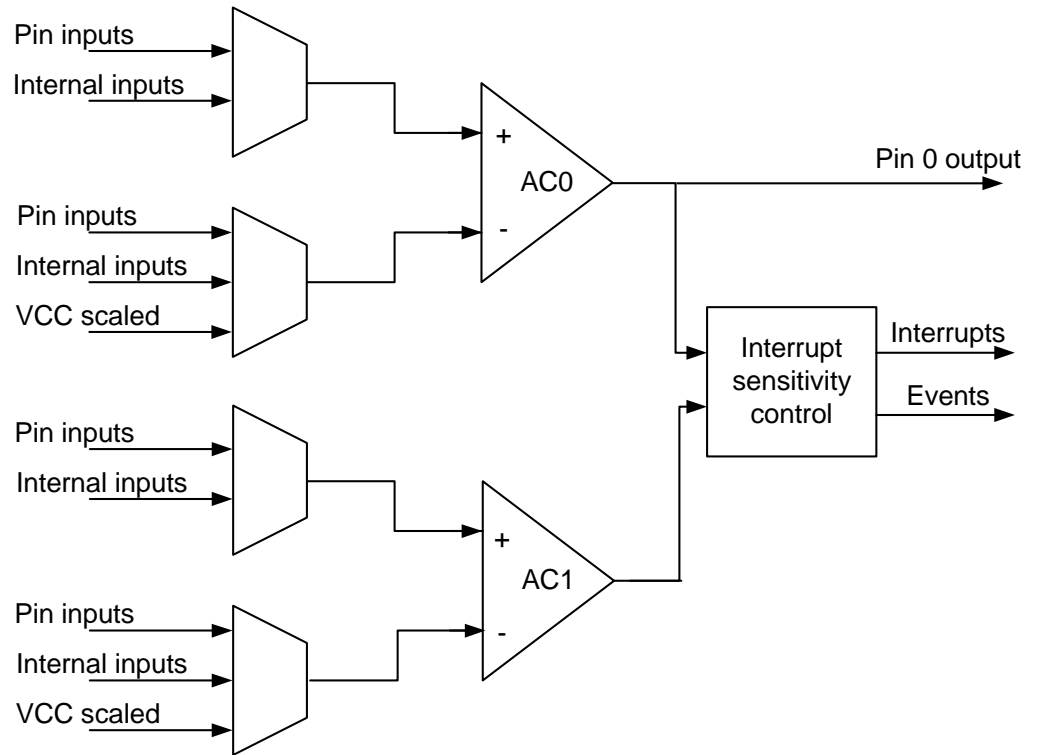 Pin inputs
Internal inputs
+
AC0
-
Pin 0 output
Pin inputs
Internal inputs
VCC scaled
Interrupt
sensitivity
control
Interrupts
Events
Pin inputs
Internal inputs
+
AC1
-
Pin inputs
Internal inputs
VCC scaled